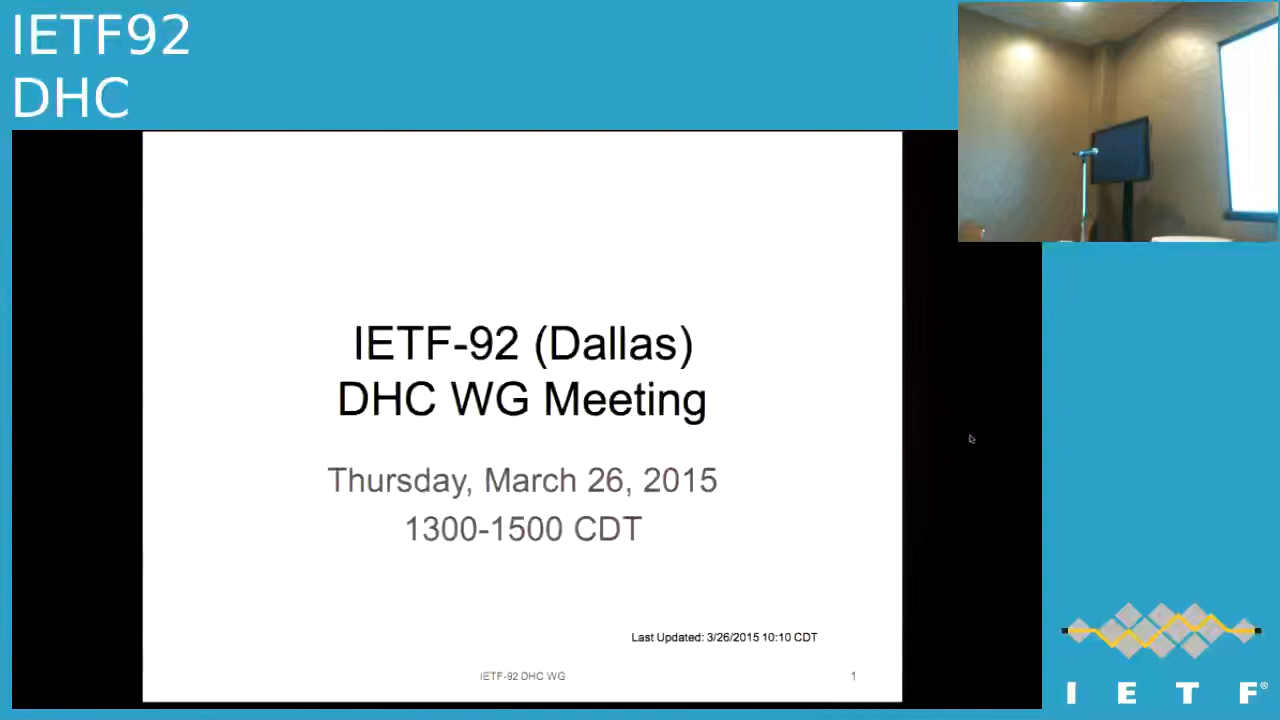 IETF92
DHC
IETF-92 (Dallas)
DHC WG Meeting
Thursday, March 26, 2015
1300-1500 CDT
Last Updated: 3/26/2015 10:10 CDT
IETF-92 DHC WG
1
I E T F®